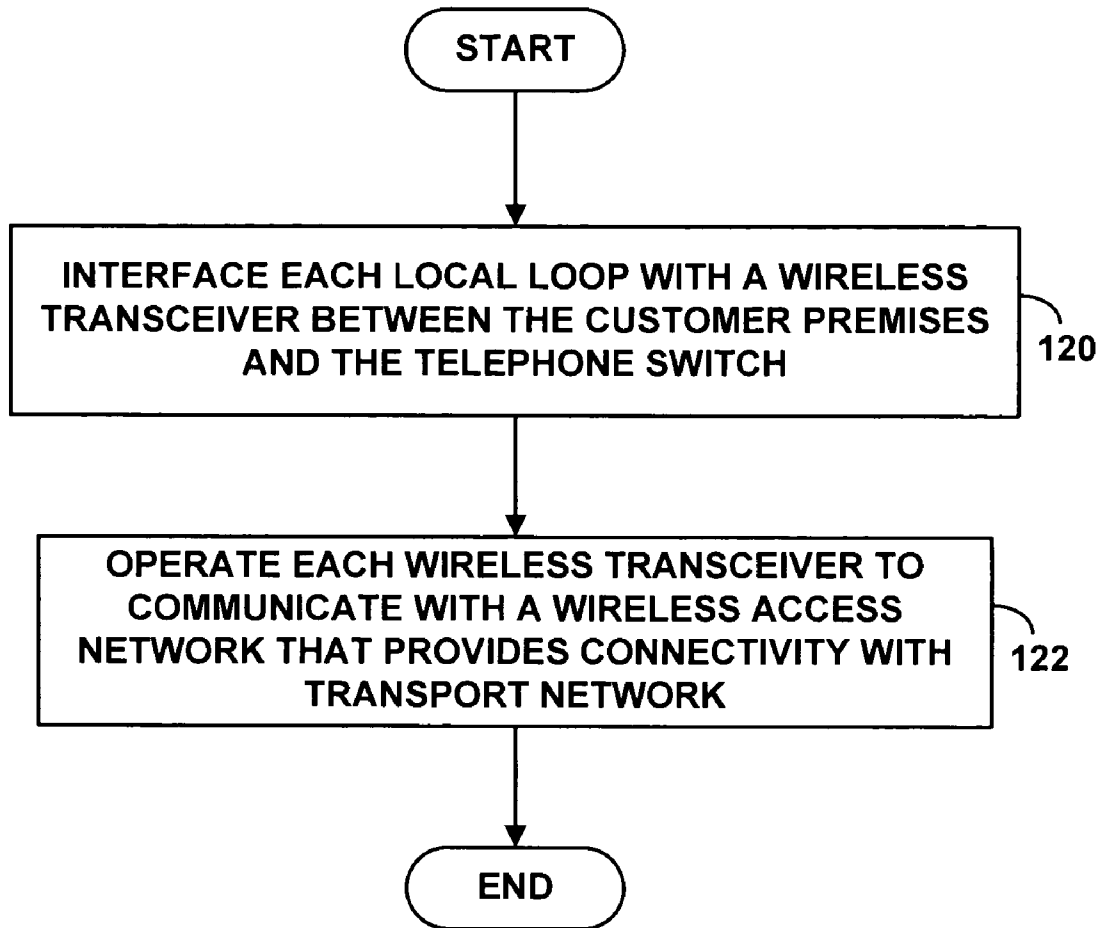 START
INTERFACE EACH LOCAL LOOP WITH A WIRELESS
TRANSCEIVER BETWEEN THE CUSTOMER PREMISES
AND THE TELEPHONE SWITCH
120
OPERATE EACH WIRELESS TRANSCEIVER TO
COMMUNICATE WITH A WIRELESS ACCESS
NETWORK THAT PROVIDES CONNECTIVITY WITH
TRANSPORT NETWORK
122
END